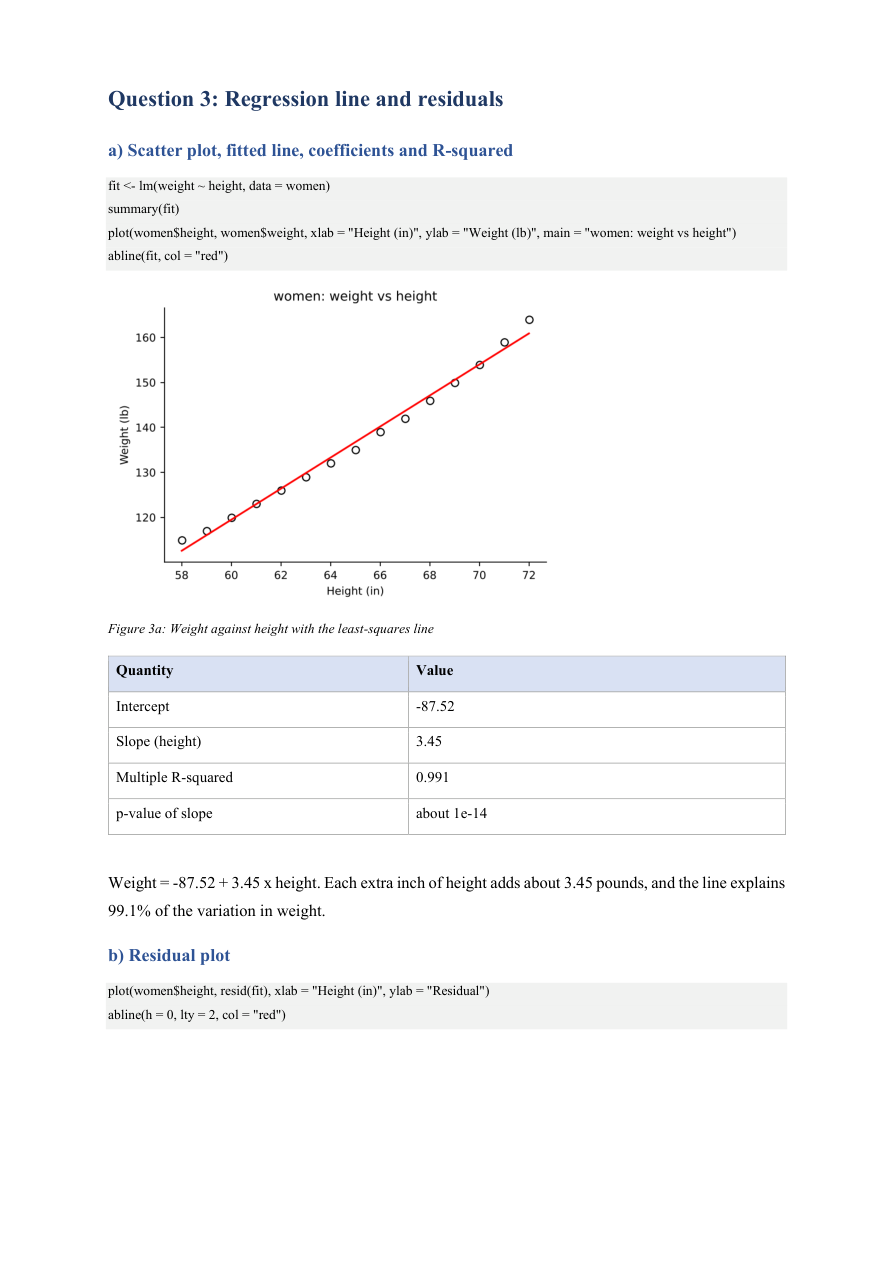 Question 3: Regression line and residuals
a) Scatter plot, fitted line, coefficients and R-squared
fit <- lm(weight ~ height, data = women)
summary(fit)
plot(women$height, women$weight, xlab = "Height (in)", ylab = "Weight (lb)", main = "women: weight vs height")
abline(fit, col = "red")
women: weight vs height
160
150
140
130
120
Weight (lb)
58 60 62 64 66 68 70 72
Height (in)
Figure 3a: Weight against height with the least-squares line
Quantity Value
Intercept -87.52
Slope (height) 3.45
Multiple R-squared 0.991
p-value of slope about 1e-14
Weight = -87.52 + 3.45 x height. Each extra inch of height adds about 3.45 pounds, and the line explains
99.1% of the variation in weight.
b) Residual plot
plot(women$height, resid(fit), xlab = "Height (in)", ylab = "Residual")
abline(h = 0, lty = 2, col = "red")